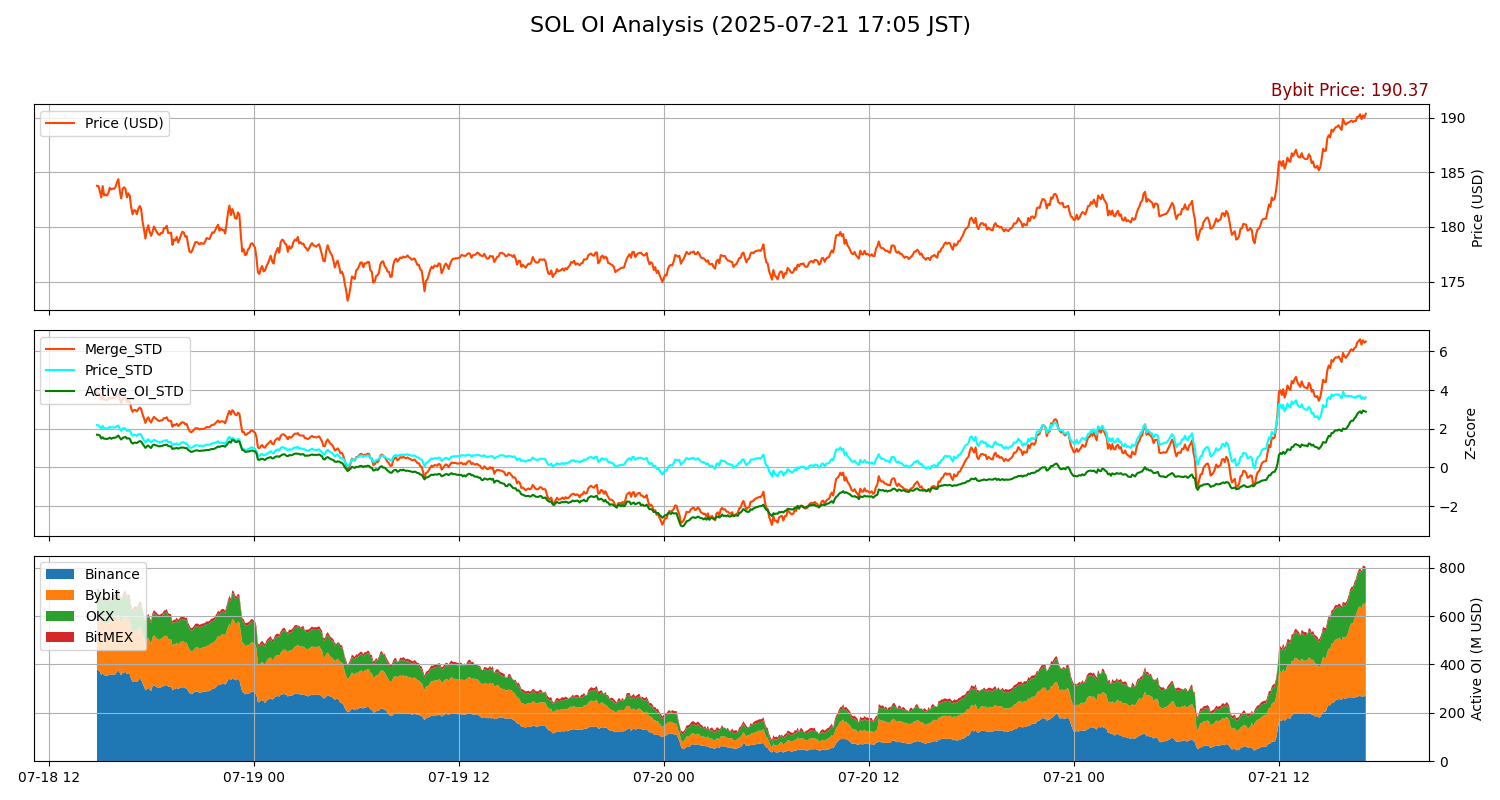 SOL OI Analysis (2025-07-21 17:05 JST)
Bybit Price: 190.37
Price (USD)
190
185
180
175
Price (USD)
Merge_STD
Price_STD
Active_OI_STD
6
4
2
0
−2
Z-Score
Binance
Bybit
OKX
BitMEX
800
600
400
200
0
Active OI (M USD)
07-18 12
07-19 00
07-19 12
07-20 00
07-20 12
07-21 00
07-21 12